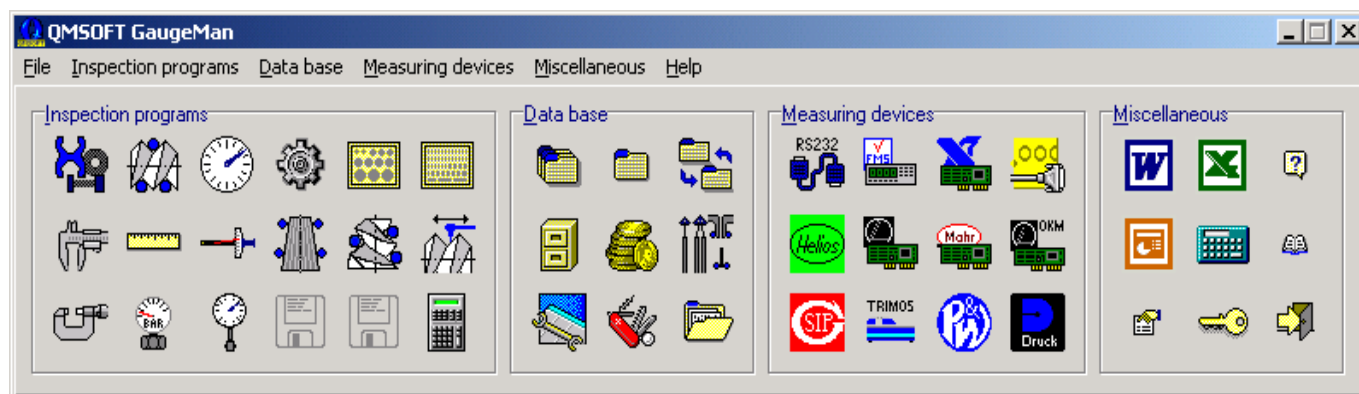 QMSOFT GaugeMan
File Inspection programs Data base Measuring devices Miscellaneous Help
Inspection programs
Data base
Measuring devices
Miscellaneous
RS232
FMS
,000
W
X
?
Helios
Mahr
OKM
BAR
SIP
TRIMOS
P&W
Druck